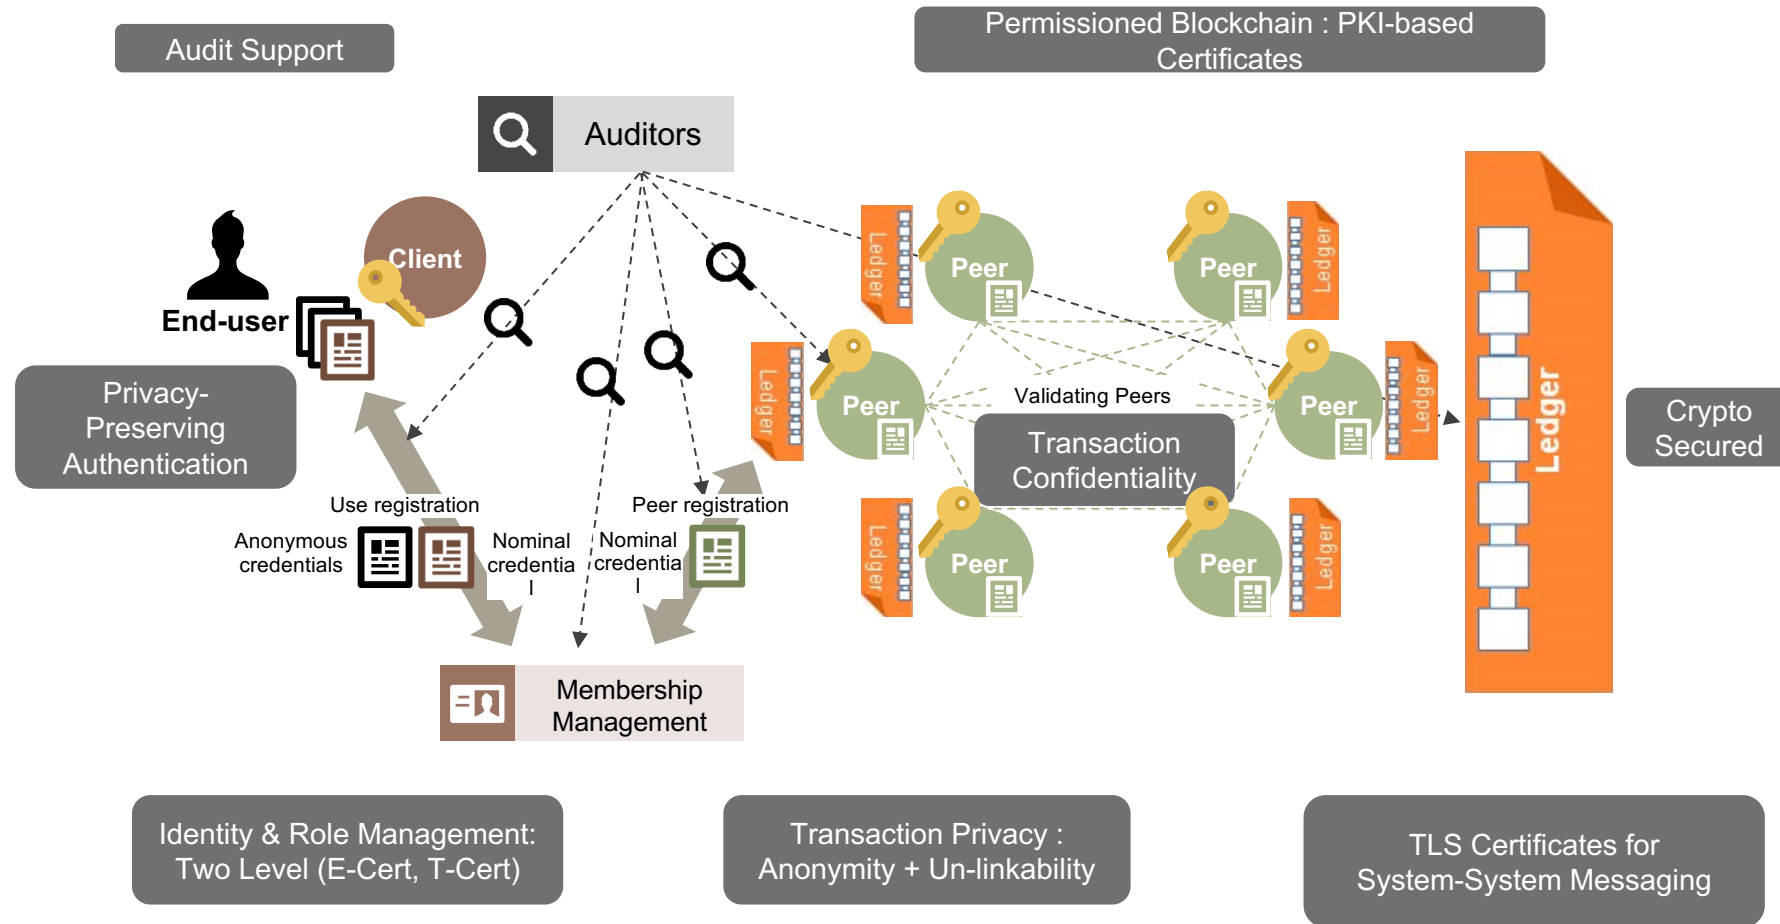 Audit Support
Permissioned Blockchain : PKI-based
Certificates
Auditors
Client
End-user
Privacy-
Preserving
Authentication
Use registration
Anonymous
credentials
Nominal
credentia
l
Peer registration
Nominal
credentia
l
Membership
Management
Ledger
Peer
Peer
Ledger
Ledger
Peer
Validating Peers
Transaction
Confidentiality
Peer
Ledger
Ledger
Peer
Peer
Ledger
Ledger
Crypto
Secured
Identity & Role Management:
Two Level (E-Cert, T-Cert)
Transaction Privacy :
Anonymity + Un-linkability
TLS Certificates for
System-System Messaging